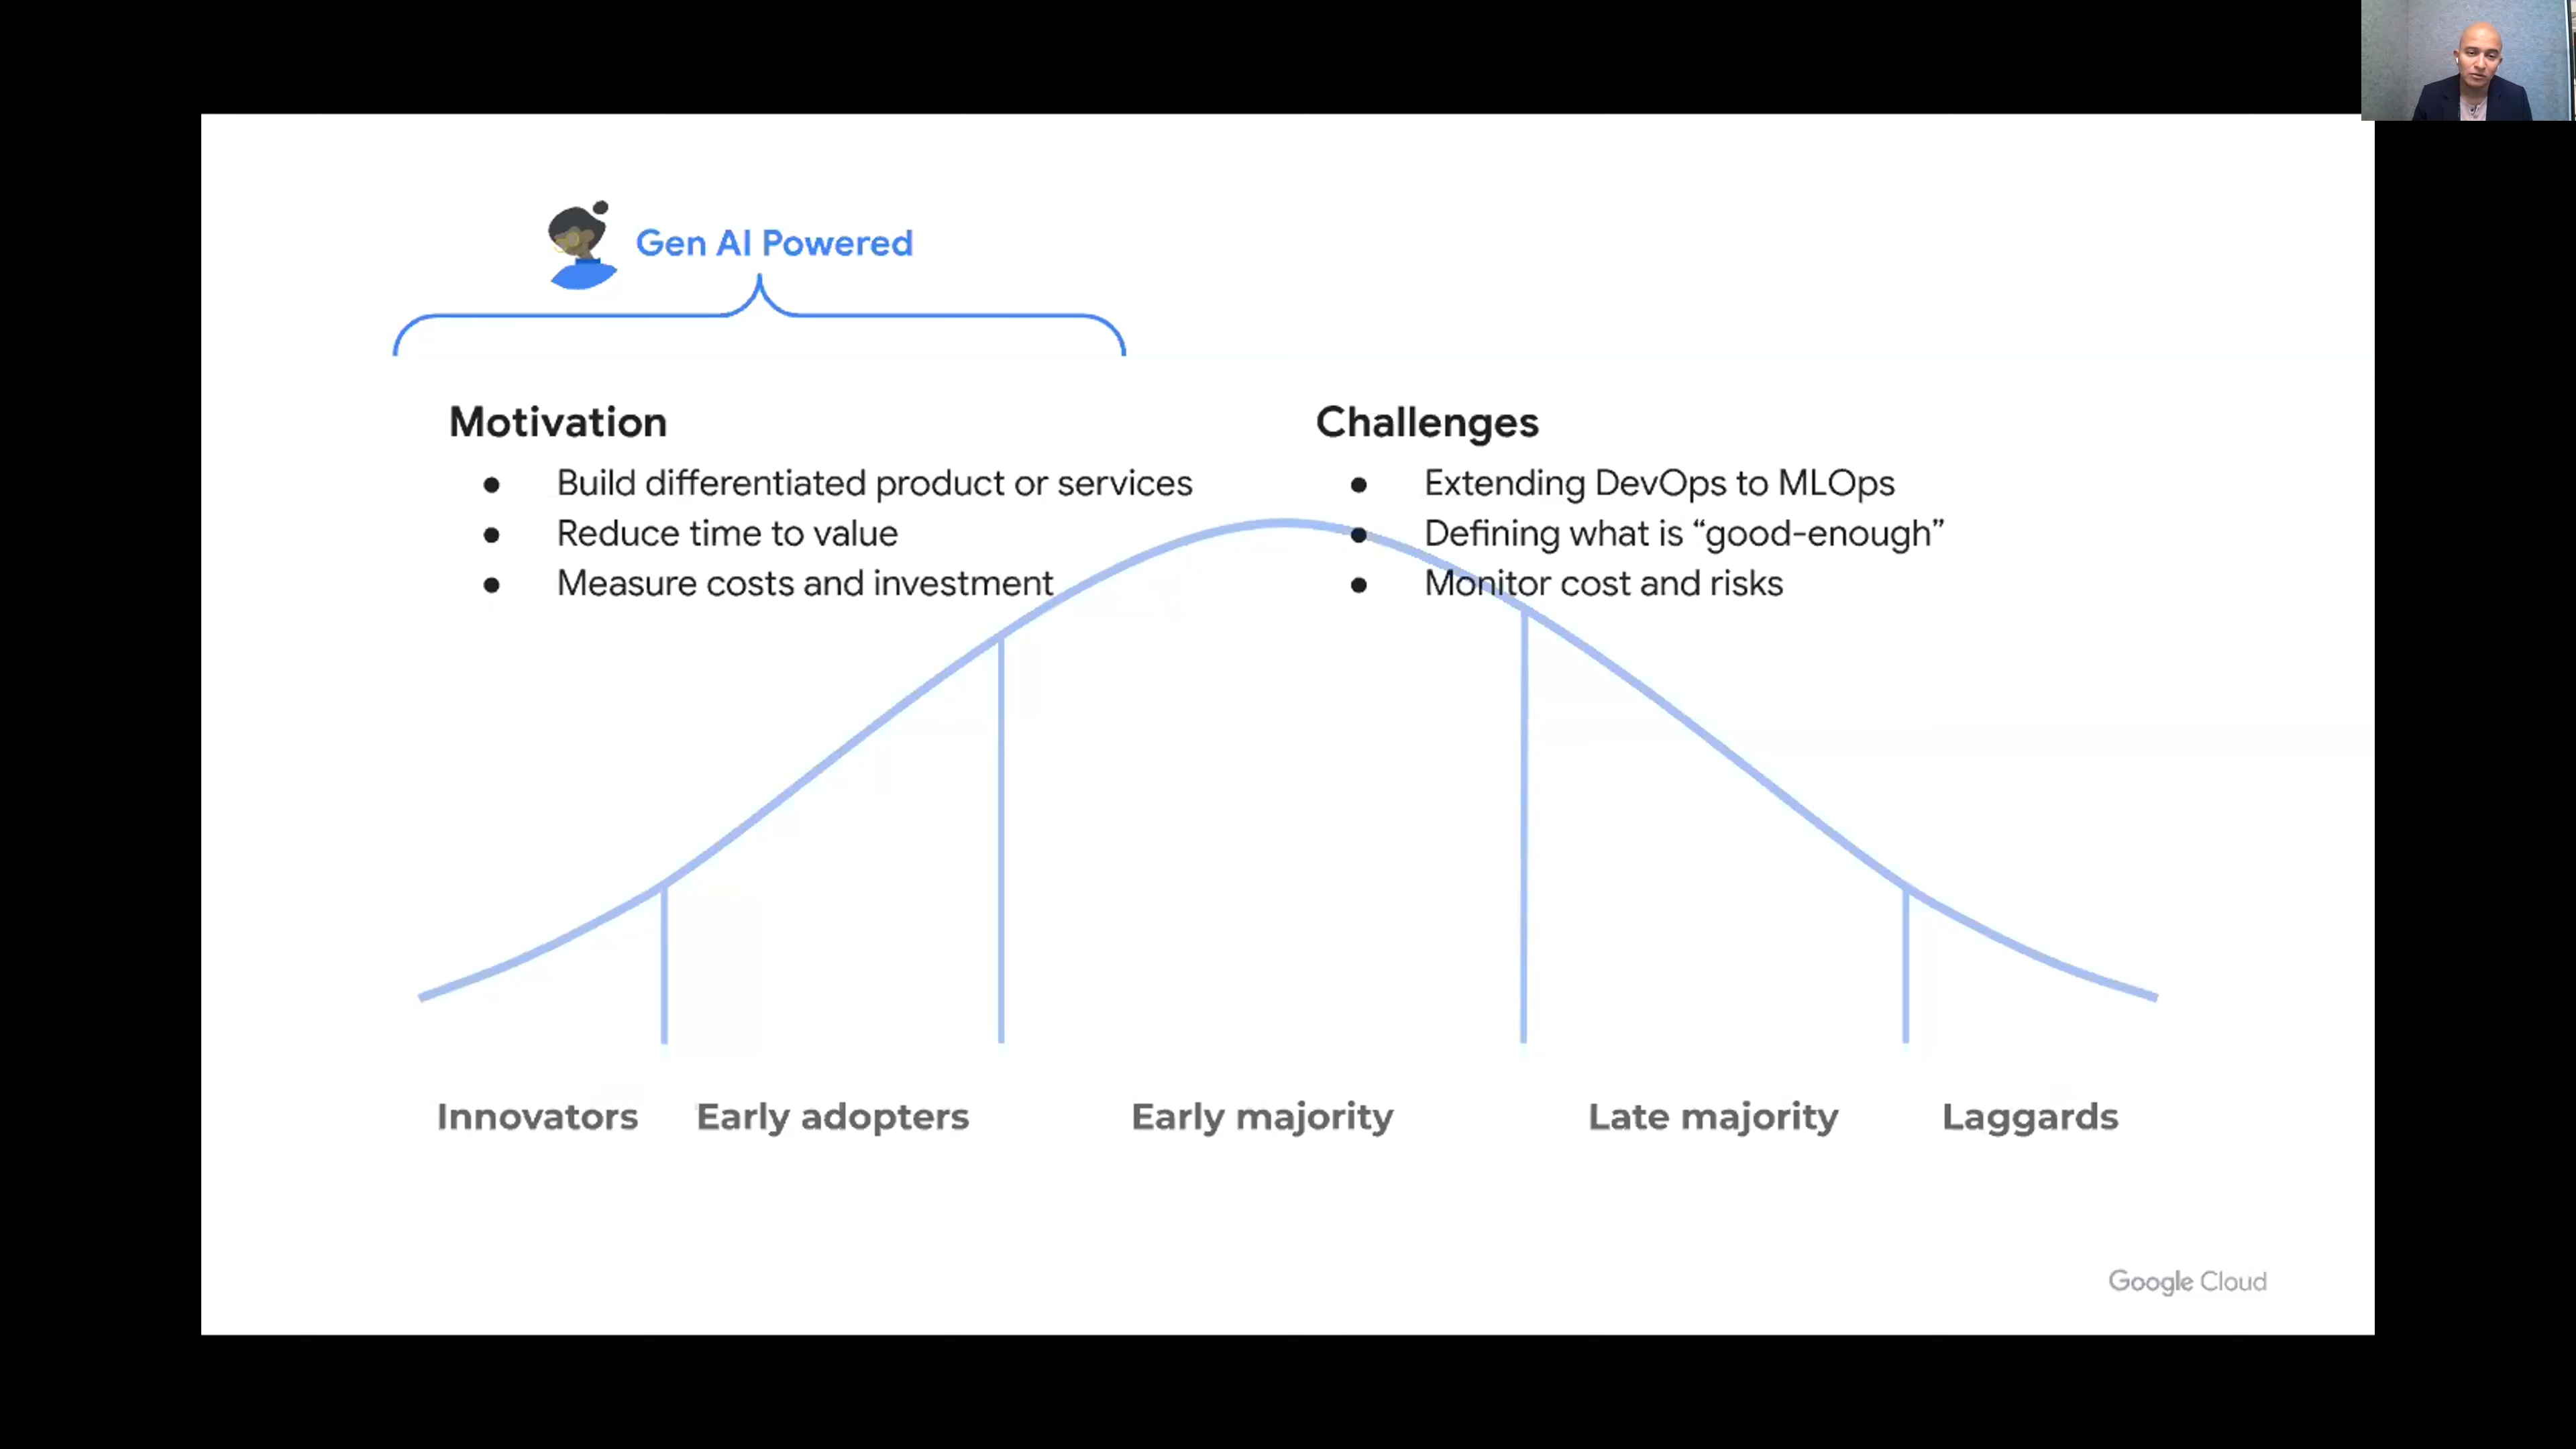 Gen AI Powered
Motivation
● Build differentiated product or services
● Reduce time to value
● Measure costs and investment
Challenges
● Extending DevOps to MLOps
● Defining what is “good-enough”
● Monitor cost and risks
Innovators
Early adopters
Early majority
Late majority
Laggards
Google Cloud